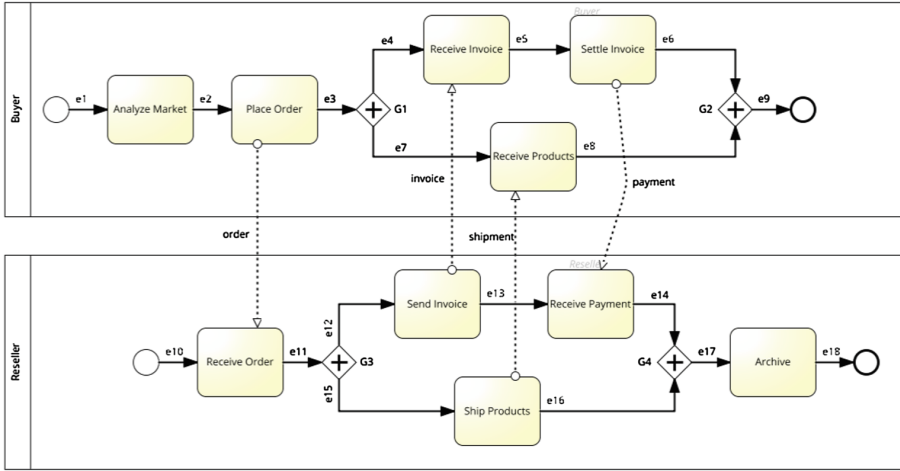 Buyer
Buyer
e4
Receive Invoice
e5
Settle Invoice
e6
e1
Analyze Market
e2
Place Order
e3
G1
G2
e9
e7
Receive Products
e8
invoice
payment
order
shipment
Reseller
Reseller
e12
Send Invoice
e13
Receive Payment
e14
e10
Receive Order
e11
G3
G4
e17
Archive
e18
e15
Ship Products
e16